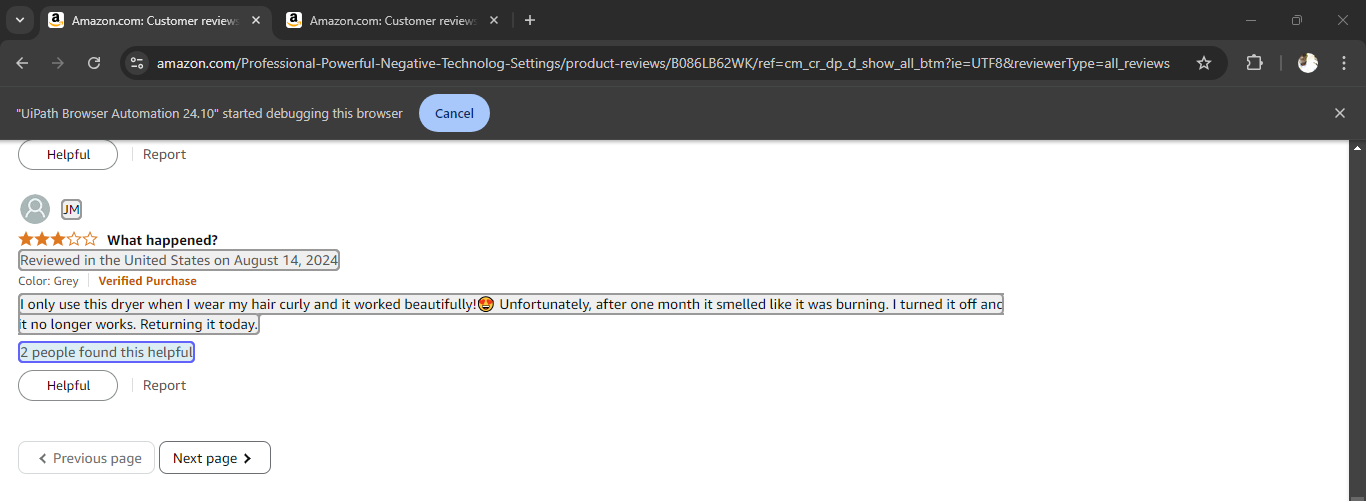 Amazon.com: Customer reviews
Amazon.com: Customer reviews
amazon.com/Professional-Powerful-Negative-Technolog-Settings/product-reviews/B086LB62WK/ref=cm_cr_dp_d_show_all_btm?ie=UTF8&reviewerType=all_reviews
"UiPath Browser Automation 24.10" started debugging this browser Cancel
Helpful Report
JM
What happened?
Reviewed in the United States on August 14, 2024
Color: Grey Verified Purchase
I only use this dryer when I wear my hair curly and it worked beautifully!🤩 Unfortunately, after one month it smelled like it was burning. I turned it off and
it no longer works. Returning it today.
2 people found this helpful
Helpful Report
Previous page Next page